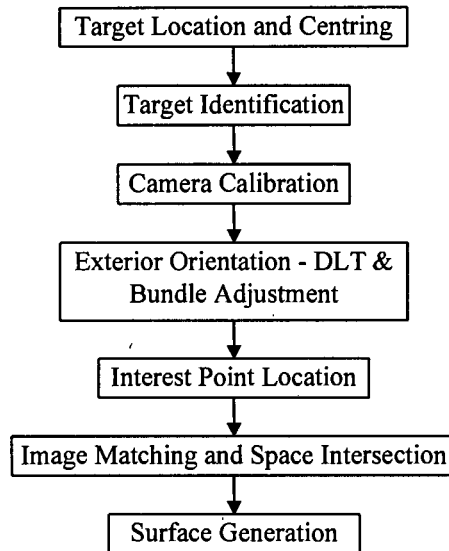 Target Location and Centring
Target Identification
Camera Calibration
Exterior Orientation - DLT &
Bundle Adjustment
Interest Point Location
Image Matching and Space Intersection
Surface Generation